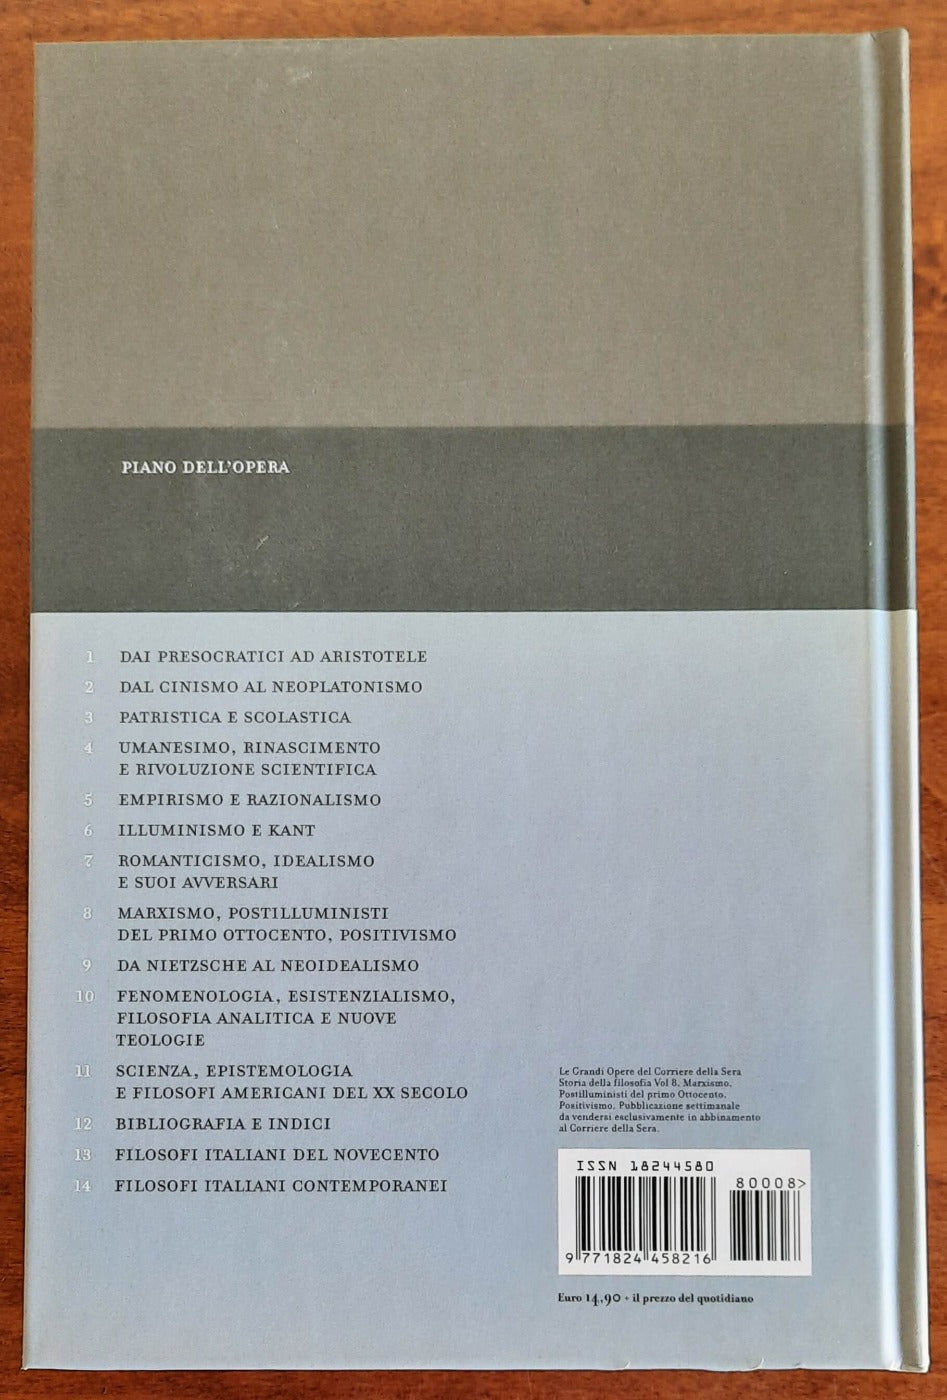 PIANO DELL'OPERA
1 DAI PRESOCRATICI AD ARISTOTELE
2 DAL CINISMO AL NEOPLATONISMO
3 PATRISTICA E SCOLASTICA
4 UMANESIMO, RINASCIMENTO
E RIVOLUZIONE SCIENTIFICA
5 EMPIRISMO E RAZIONALISMO
6 ILLUMINISMO E KANT
7 ROMANTICISMO, IDEALISMO
E SUOI AVVERSARI
8 MARXISMO, POSTILLUMINISTI
DEL PRIMO OTTOCENTO, POSITIVISMO
9 DA NIETZSCHE AL NEOIDEALISMO
10 FENOMENOLOGIA, ESISTENZIALISMO,
FILOSOFIA ANALITICA E NUOVE
TEOLOGIE
11 SCIENZA, EPISTEMOLOGIA
E FILOSOFI AMERICANI DEL XX SECOLO
12 BIBLIOGRAFIA E INDICI
13 FILOSOFI ITALIANI DEL NOVECENTO
14 FILOSOFI ITALIANI CONTEMPORANEI
Le Grandi Opere del Corriere della Sera
Storia della filosofia Vol 8. Marxismo.
Postilluministi del primo Ottocento.
Positivismo. Pubblicazione settimanale
da vendersi esclusivamente in abbinamento
al Corriere della Sera.
ISSN 18244580
80008>
9 771824 458216
Euro 14,90 + il prezzo del quotidiano